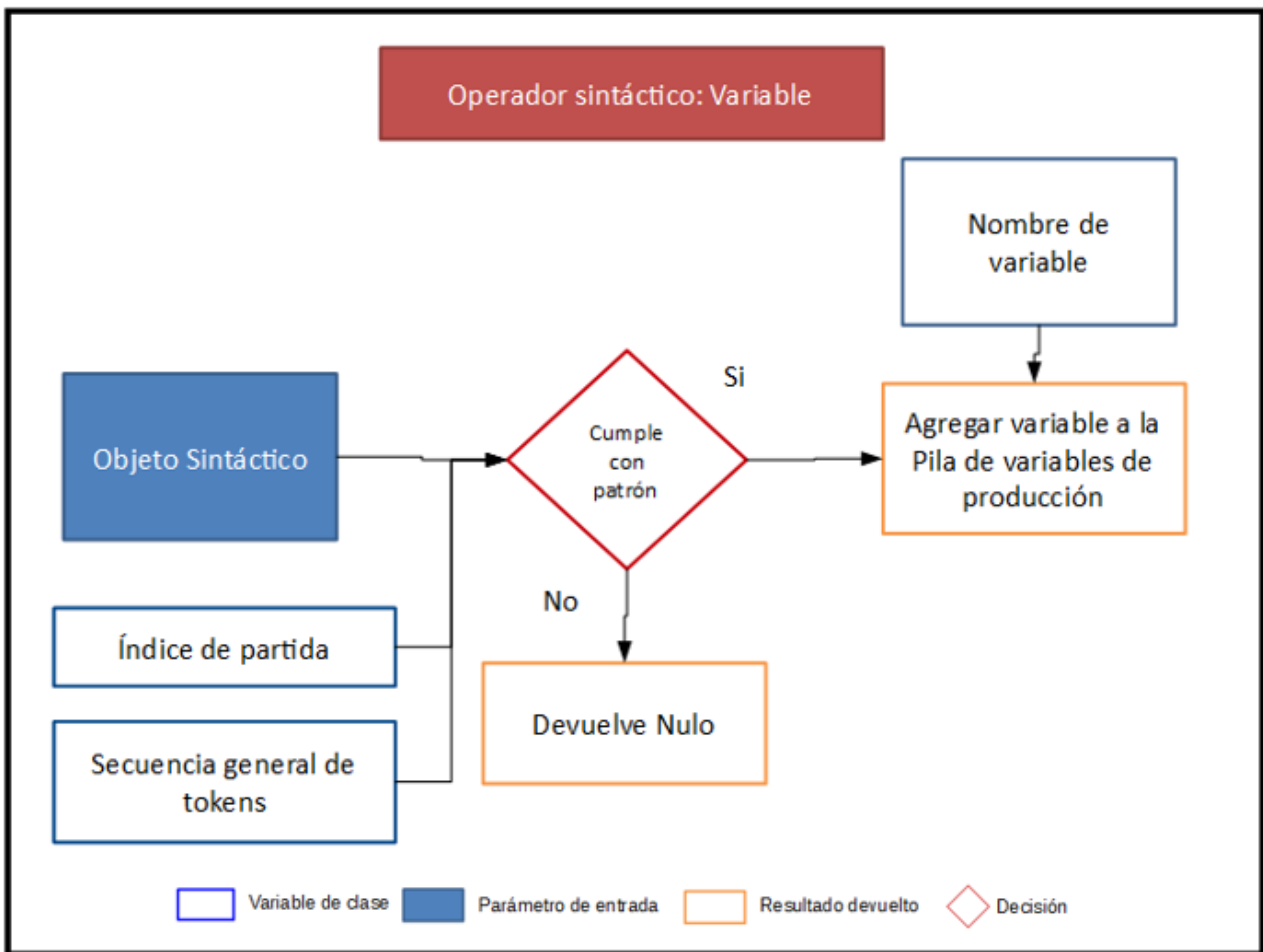 Operador sintáctico: Variable
Nombre de
variable
Si
Agregar variable a la
Pila de variables de
producción
Cumple
con
patrón
Objeto Sintáctico
No
Índice de partida
Devuelve Nulo
Secuencia general de
tokens
Variable de clase
Parámetro de entrada
Resultado devuelto
Decisión